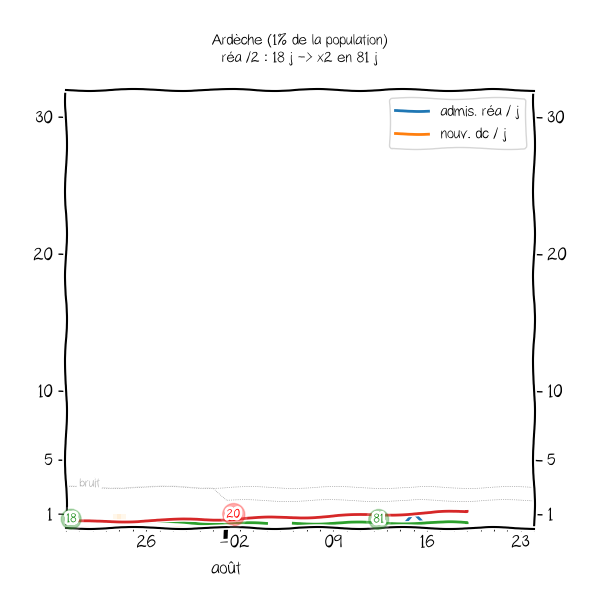 Ardèche (1% de la population)
réa /2 : 18 j -> x2 en 81 j
admis. réa / j
nouv. dc / j
30 30
20 20
10 10
5 5
bruit
1 18 20 81 1
26 02 09 16 23
août